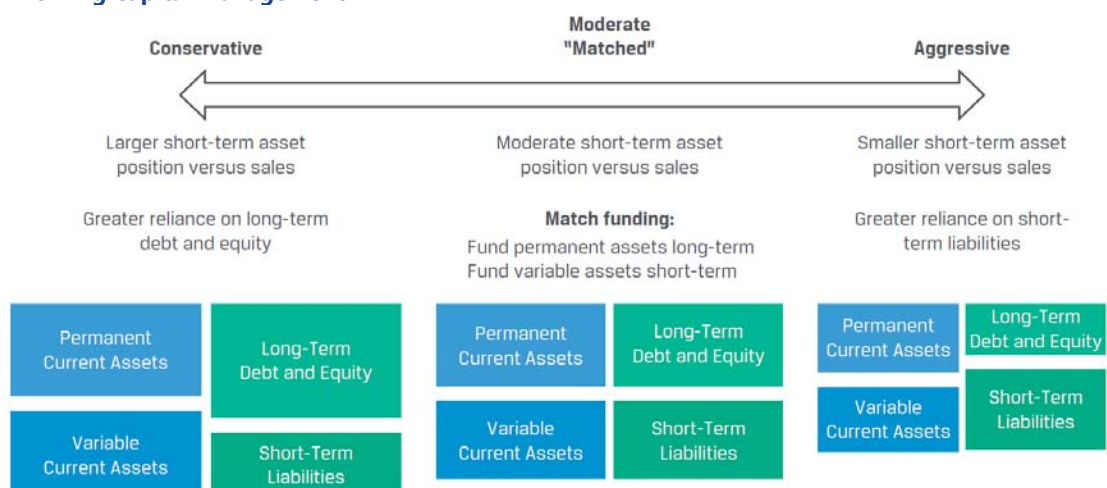 Conservative
Moderate
"Matched"
Aggressive
Larger short-term asset
position versus sales
Moderate short-term asset
position versus sales
Smaller short-term asset
position versus sales
Greater reliance on long-term
debt and equity
Match funding:
Fund permanent assets long-term
Fund variable assets short-term
Greater reliance on short-
term liabilities
Permanent
Current Assets
Long-Term
Debt and Equity
Variable
Current Assets
Short-Term
Liabilities
Permanent
Current Assets
Long-Term
Debt and Equity
Variable
Current Assets
Short-Term
Liabilities
Permanent
Current Assets
Long-Term
Debt and Equity
Variable
Current Assets
Short-Term
Liabilities